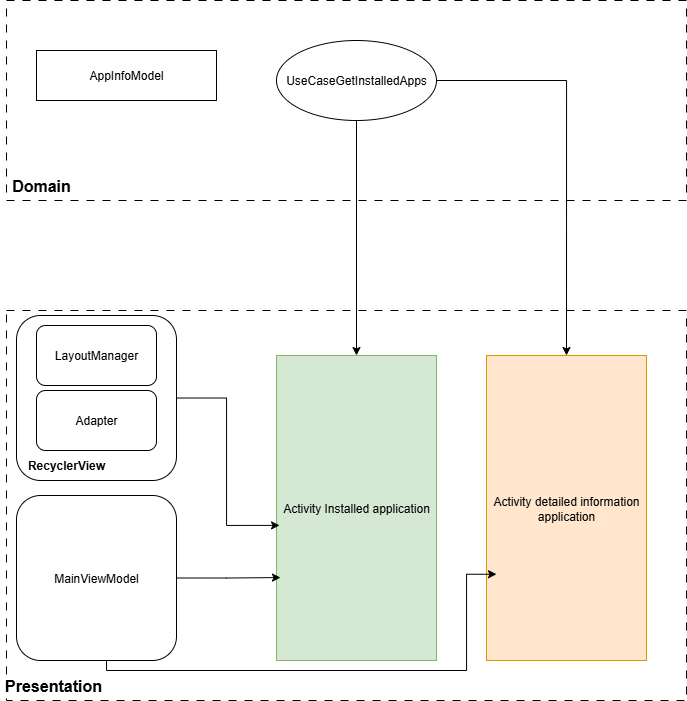 AppInfoModel
UseCaseGetInstalledApps
Domain
LayoutManager
Adapter
RecyclerView
Activity Installed application
Activity detailed information
application
MainViewModel
Presentation